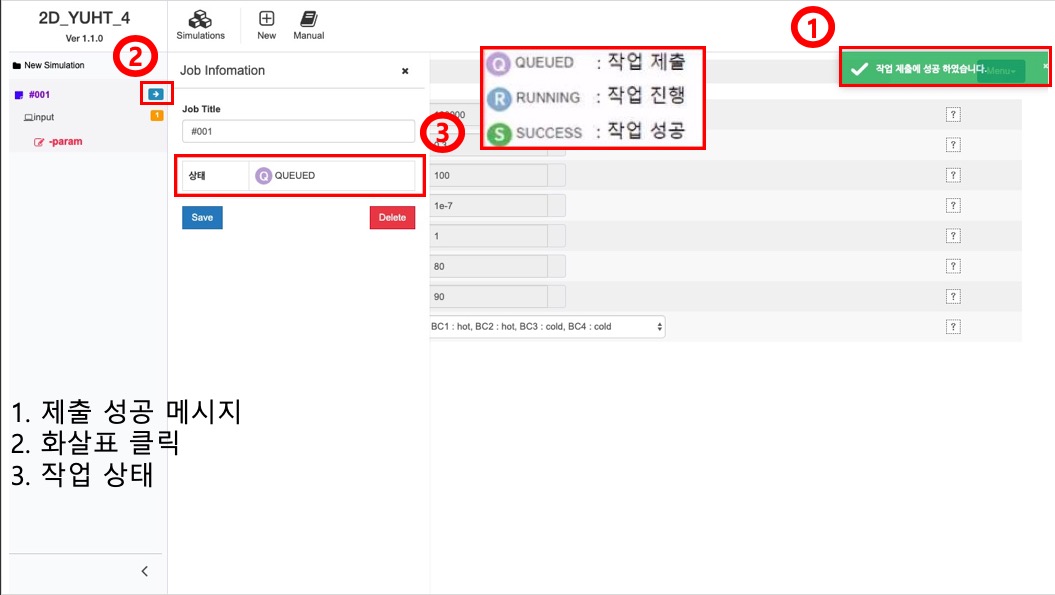 2D_YUHT_4
Ver 1.1.0
Simulations
New
Manual
1
2
New Simulation
#001
input
1
-param
Job Infomation
×
Job Title
#001
상태
Q QUEUED
Save
Delete
3
Q QUEUED : 작업 제출
R RUNNING : 작업 진행
S SUCCESS : 작업 성공
작업 제출에 성공 하였습니다.
Menu
×
?
?
100
?
1e-7
?
1
?
80
?
90
?
BC1 : hot, BC2 : hot, BC3 : cold, BC4 : cold
?
1. 제출 성공 메시지
2. 화살표 클릭
3. 작업 상태